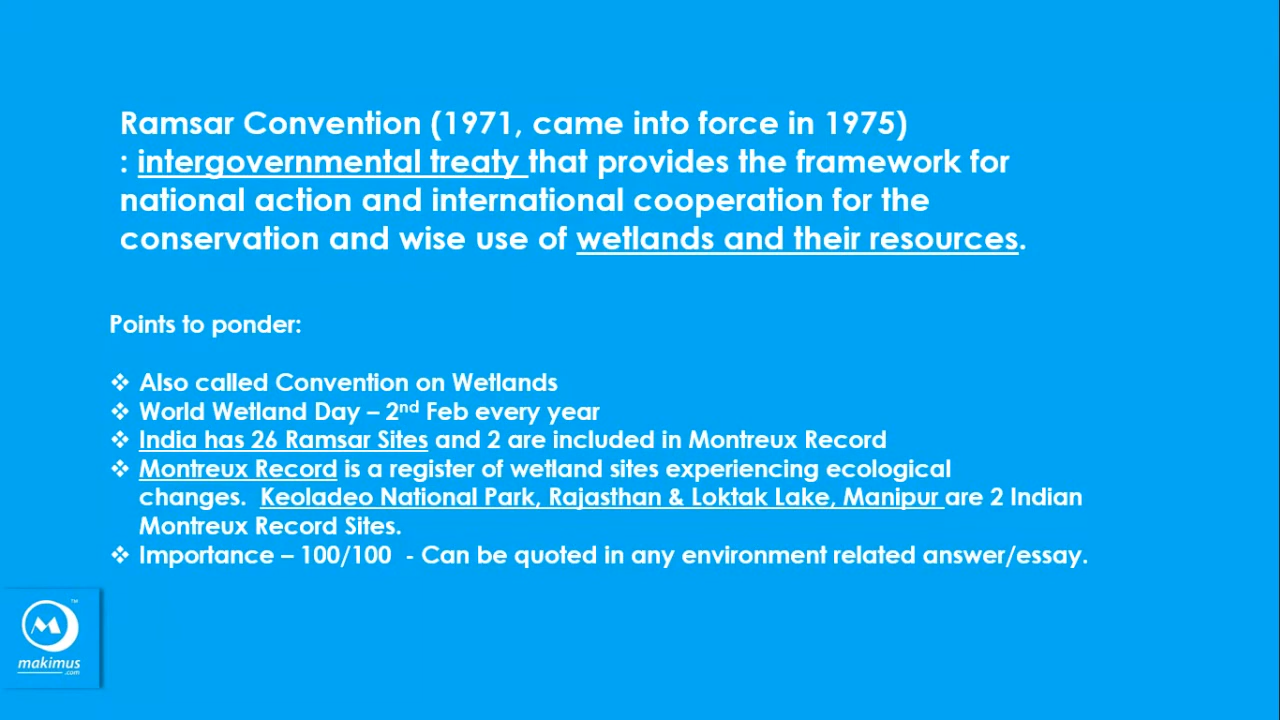 Ramsar Convention (1971, came into force in 1975)
: intergovernmental treaty that provides the framework for
national action and international cooperation for the
conservation and wise use of wetlands and their resources.
Points to ponder:
❖ Also called Convention on Wetlands
❖ World Wetland Day – 2nd Feb every year
❖ India has 26 Ramsar Sites and 2 are included in Montreux Record
❖ Montreux Record is a register of wetland sites experiencing ecological
changes. Keoladeo National Park, Rajasthan & Loktak Lake, Manipur are 2 Indian
Montreux Record Sites.
❖ Importance – 100/100 - Can be quoted in any environment related answer/essay.
M ™
makimus
.com